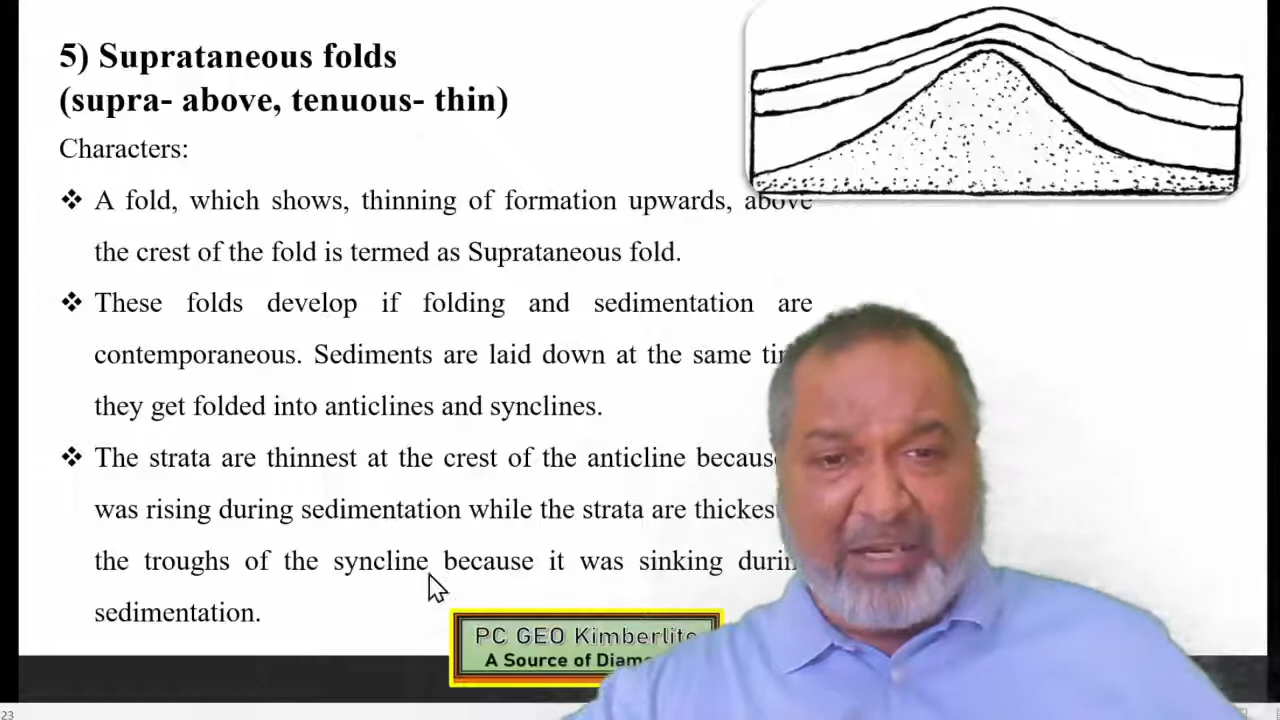 5) Suprataneous folds
(supra- above, tenuous- thin)
Characters:
❖ A fold, which shows, thinning of formation upwards, above
the crest of the fold is termed as Suprataneous fold.
❖ These folds develop if folding and sedimentation are
contemporaneous. Sediments are laid down at the same
they get folded into anticlines and synclines.
❖ The strata are thinnest at the crest of the anticline
was rising during sedimentation while the strata are
the troughs of the syncline because it was sinking
sedimentation.
PC GEO Kimberlite
A Source of
23